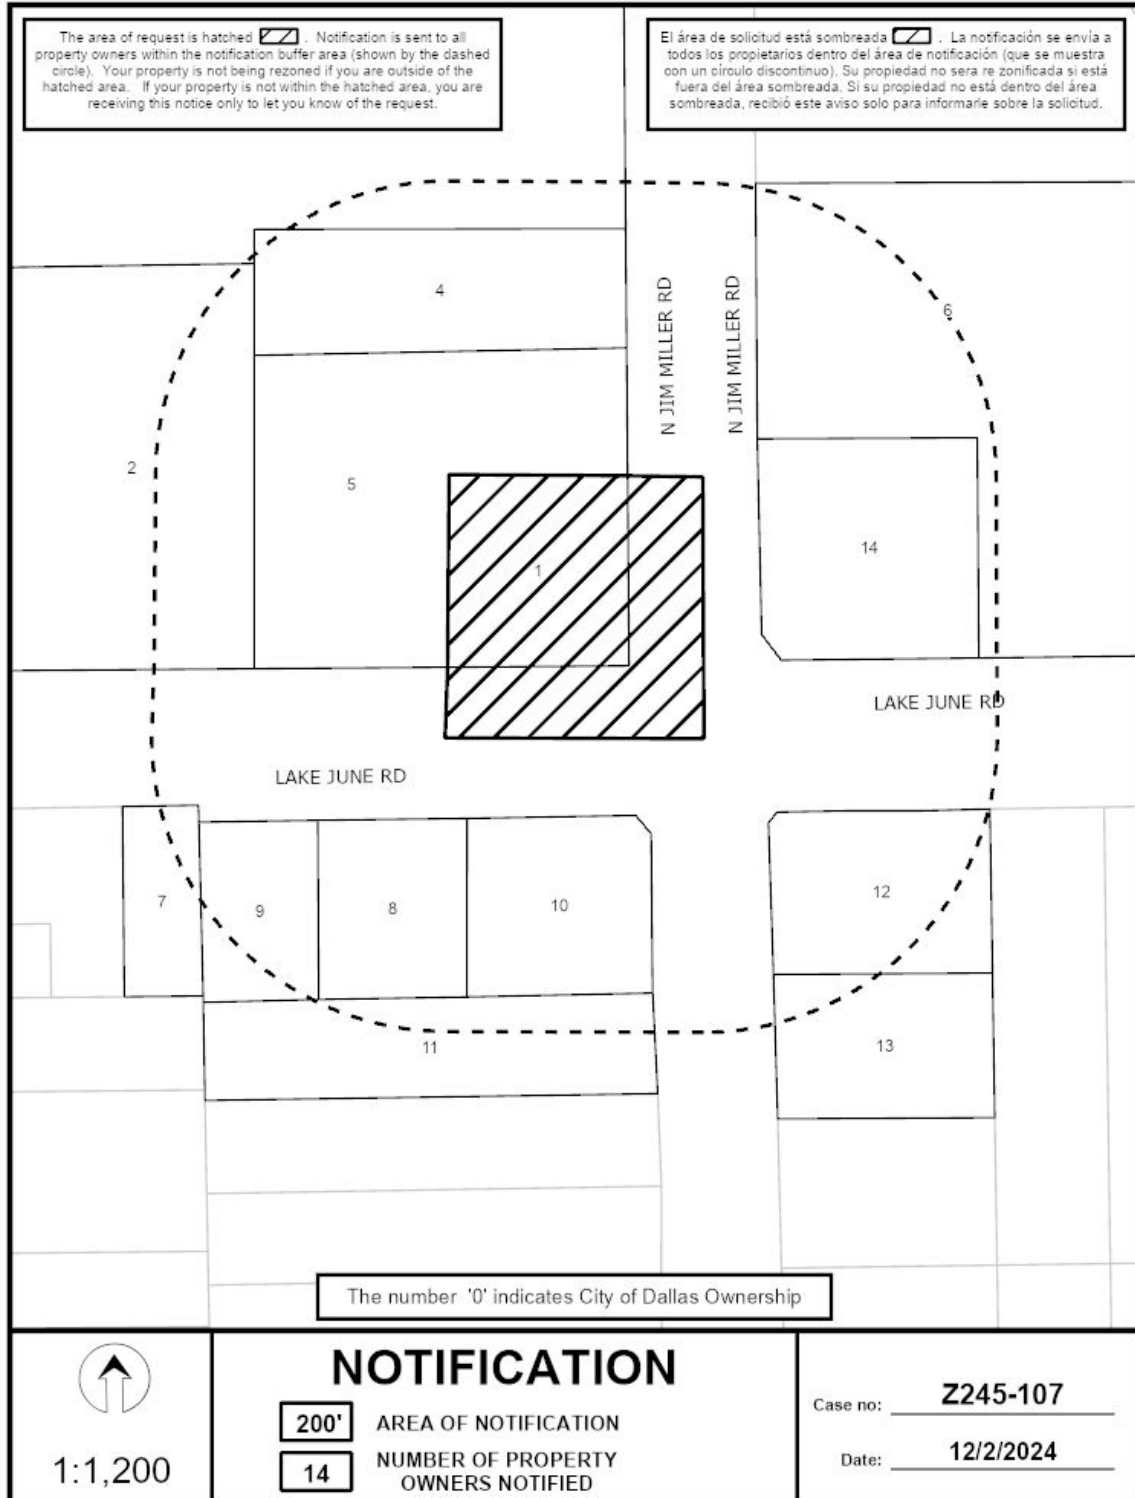 The area of request is hatched . Notification is sent to all
property owners within the notification buffer area (shown by the dashed
circle). Your property is not being rezoned if you are outside of the
hatched area. If your property is not within the hatched area, you are
receiving this notice only to let you know of the request.
El área de solicitud está sombreada . La notificación se envía a
todos los propietarios dentro del área de notificación (que se muestra
con un círculo discontinuo). Su propiedad no sera re zonificada si está
fuera del área sombreada. Si su propiedad no está dentro del área
sombreada, recibió este aviso solo para informarle sobre la solicitud.
4
N JIM MILLER RD
N JIM MILLER RD
6
2
5
1
14
LAKE JUNE RD
LAKE JUNE RD
7
9
8
10
12
11
13
The number '0' indicates City of Dallas Ownership
1:1,200
NOTIFICATION
200' AREA OF NOTIFICATION
14 NUMBER OF PROPERTY
OWNERS NOTIFIED
Case no: Z245-107
Date: 12/2/2024